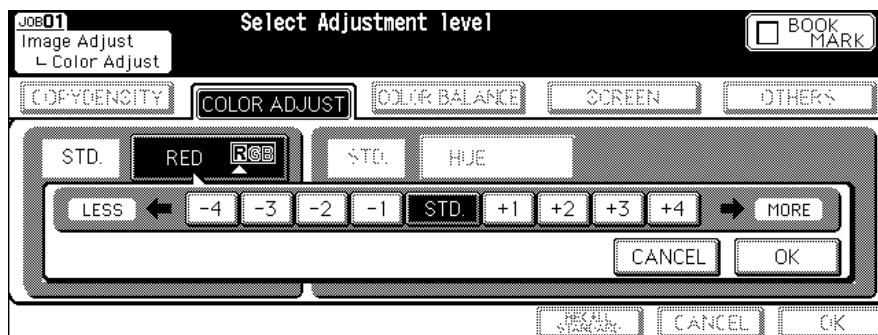 JOB01
Select Adjustment level
BOOK
MARK
Image Adjust
Color Adjust
COPYDENSITY
COLOR ADJUST
COLOR BALANCE
SCREEN
OTHERS
STD.
RED
RGB
STD.
HUE
LESS
-4
-3
-2
-1
STD.
+1
+2
+3
+4
MORE
CANCEL
OK
RECALL
STANDARD
CANCEL
OK